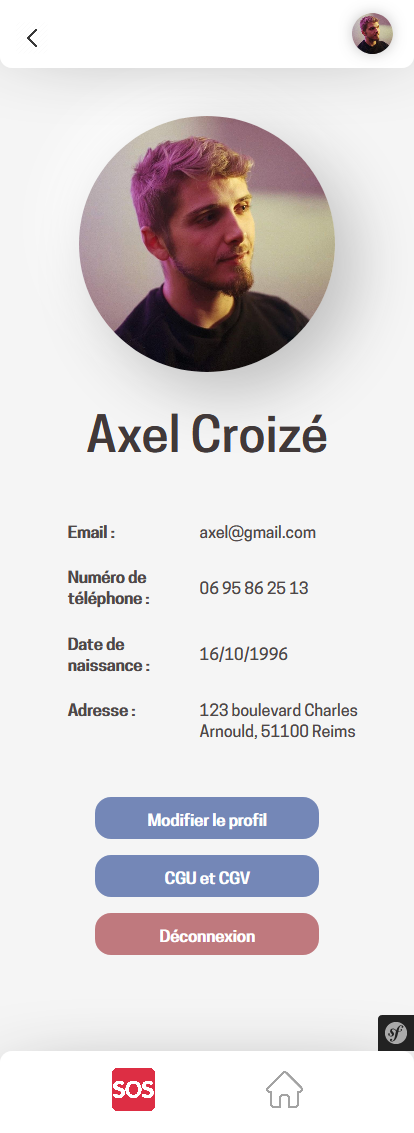 Axel Croizé
Email :
axel@gmail.com
Numéro de
téléphone :
06 95 86 25 13
Date de
naissance :
16/10/1996
Adresse :
123 boulevard Charles
Arnould, 51100 Reims
Modifier le profil
CGU et CGV
Déconnexion
sf
SOS